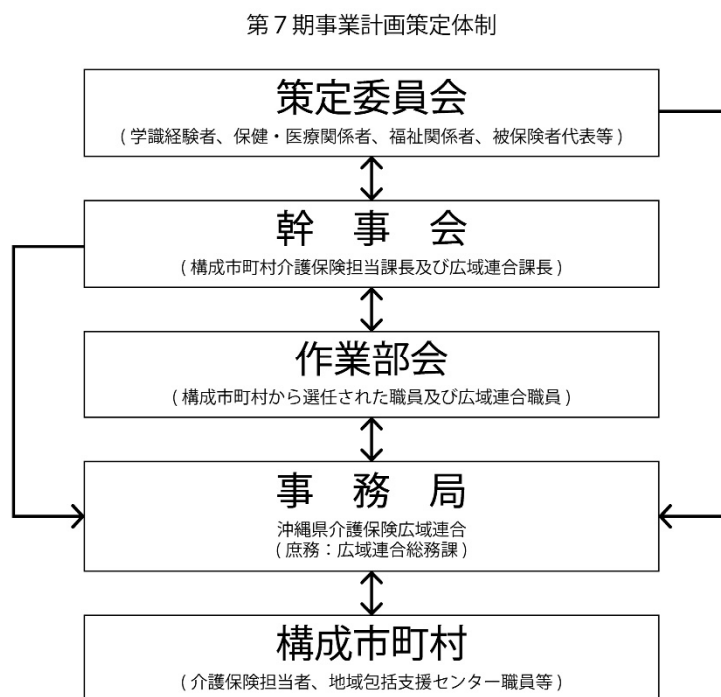 第７期事業計画策定体制
策定委員会
( 学識経験者、保健・医療関係者、福祉関係者、被保険者代表等 )
幹　事　会
( 構成市町村介護保険担当課長及び広域連合課長 )
作業部会
( 構成市町村から選任された職員及び広域連合職員 )
事　務　局
沖縄県介護保険広域連合
( 庶務：広域連合総務課 )
構成市町村
( 介護保険担当者、地域包括支援センター職員等 )